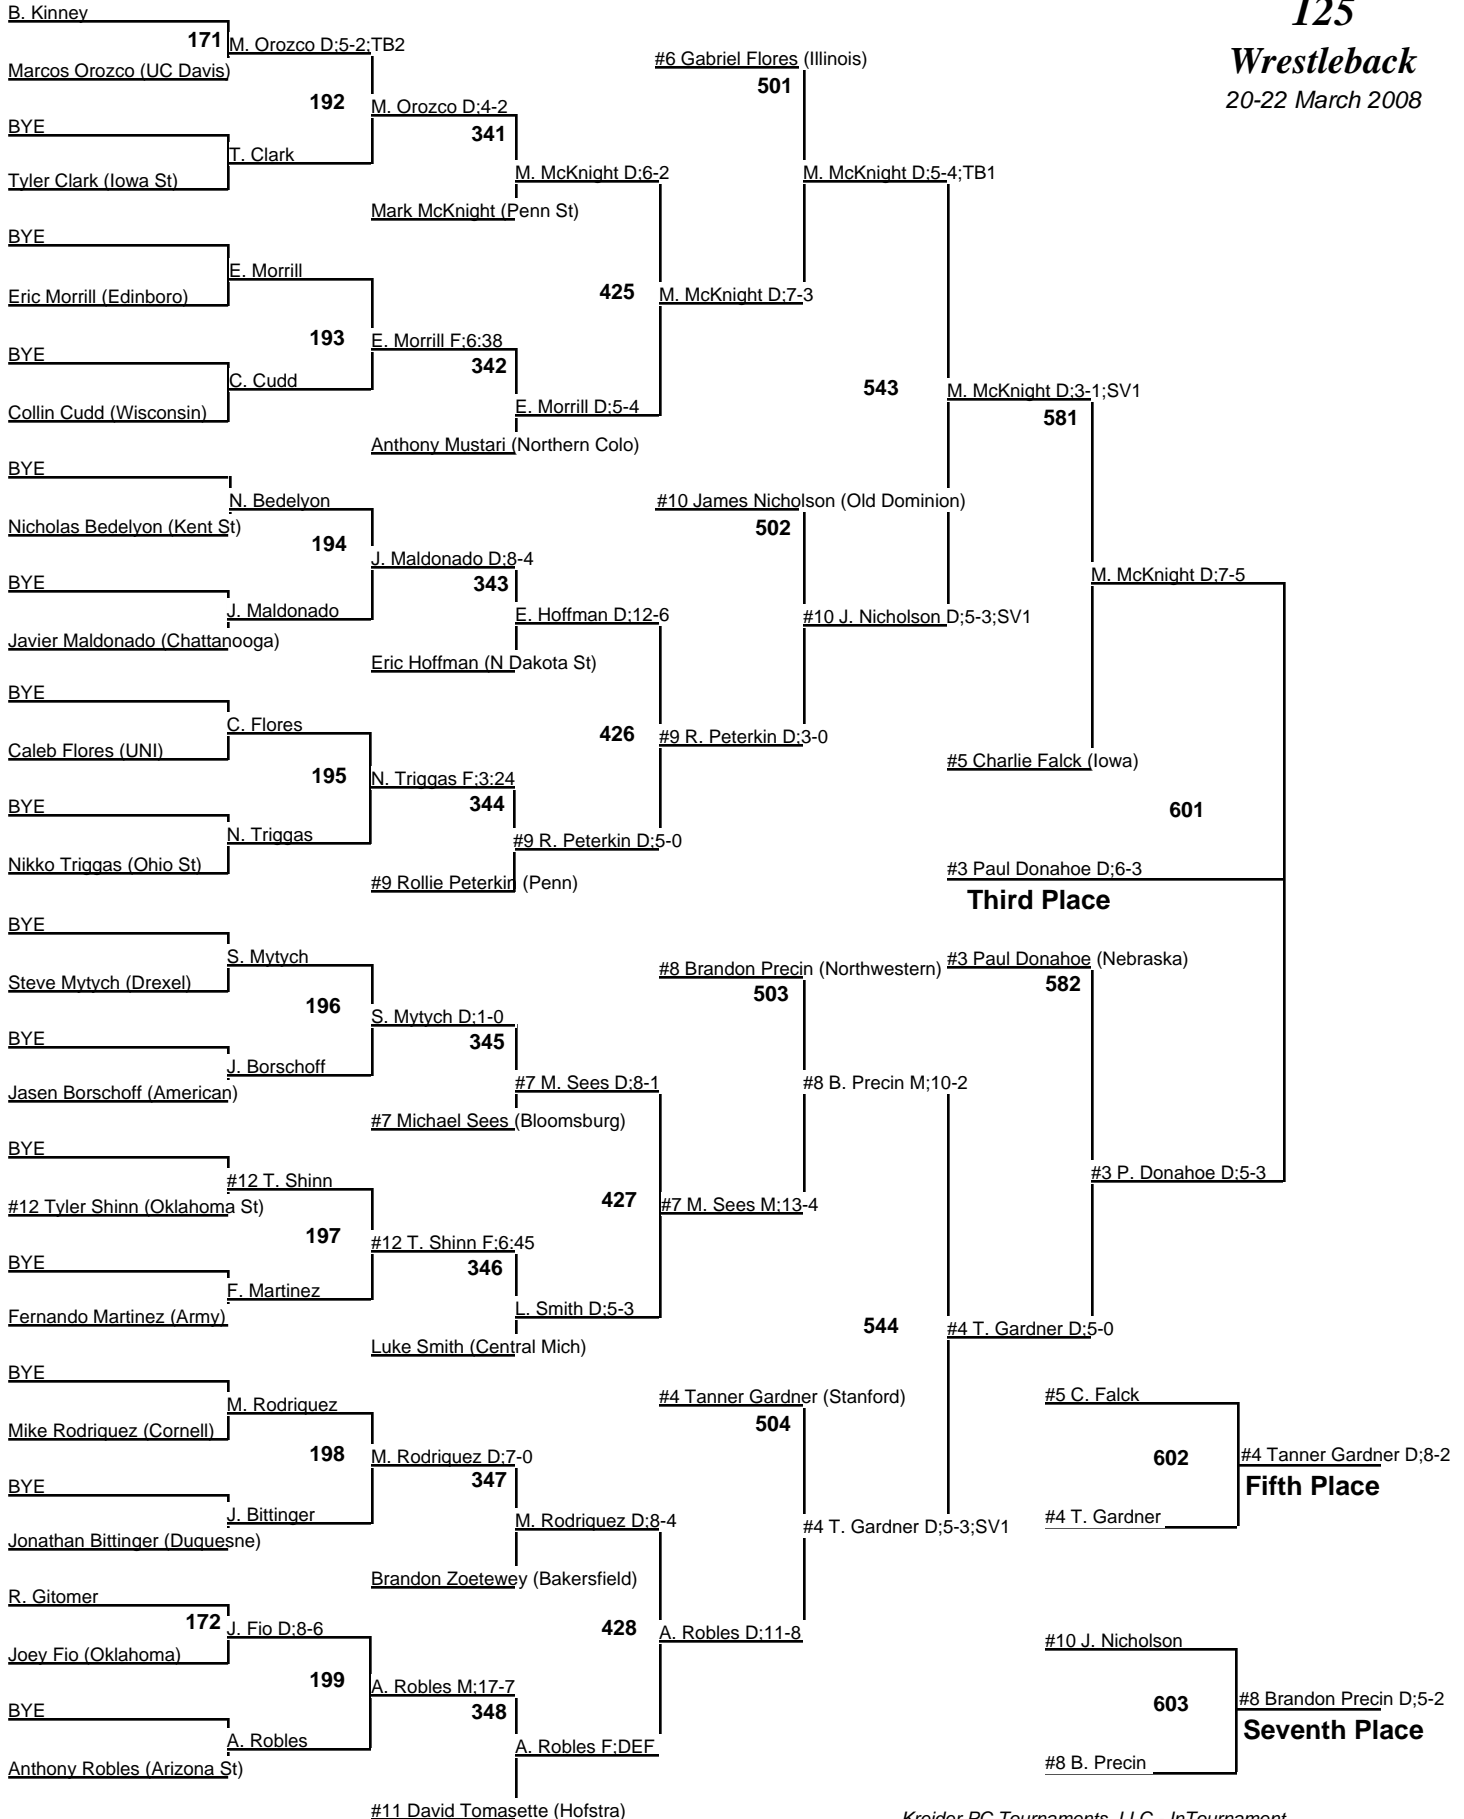 125
Wrestleback
20-22 March 2008
B. Kinney
171
M. Orozco D;5-2;TB2
Marcos Orozco (UC Davis)
192
M. Orozco D;4-2
341
BYE
T. Clark
Tyler Clark (Iowa St)
M. McKnight D;6-2
Mark McKnight (Penn St)
#6 Gabriel Flores (Illinois)
501
M. McKnight D;5-4;TB1
BYE
E. Morrill
Eric Morrill (Edinboro)
425
M. McKnight D;7-3
193
E. Morrill F;6:38
342
BYE
C. Cudd
Collin Cudd (Wisconsin)
E. Morrill D;5-4
Anthony Mustari (Northern Colo)
543
M. McKnight D;3-1;SV1
581
BYE
N. Bedelyon
Nicholas Bedelyon (Kent St)
194
J. Maldonado D;8-4
343
BYE
J. Maldonado
Javier Maldonado (Chattanooga)
E. Hoffman D;12-6
Eric Hoffman (N Dakota St)
#10 James Nicholson (Old Dominion)
502
#10 J. Nicholson D;5-3;SV1
M. McKnight D;7-5
BYE
C. Flores
Caleb Flores (UNI)
426
#9 R. Peterkin D;3-0
#5 Charlie Falck (Iowa)
195
N. Triggas F;3:24
344
BYE
N. Triggas
Nikko Triggas (Ohio St)
#9 R. Peterkin D;5-0
#9 Rollie Peterkin (Penn)
601
#3 Paul Donahoe D;6-3
Third Place
BYE
S. Mytych
Steve Mytych (Drexel)
196
S. Mytych D;1-0
345
BYE
J. Borschoff
Jasen Borschoff (American)
#7 M. Sees D;8-1
#7 Michael Sees (Bloomsburg)
#8 Brandon Precin (Northwestern)
503
#8 B. Precin M;10-2
#3 Paul Donahoe (Nebraska)
582
#3 P. Donahoe D;5-3
BYE
#12 T. Shinn
#12 Tyler Shinn (Oklahoma St)
427
#7 M. Sees M;13-4
197
#12 T. Shinn F;6:45
346
BYE
F. Martinez
Fernando Martinez (Army)
L. Smith D;5-3
Luke Smith (Central Mich)
544
#4 T. Gardner D;5-0
BYE
M. Rodriquez
Mike Rodriquez (Cornell)
198
M. Rodriquez D;7-0
347
BYE
J. Bittinger
Jonathan Bittinger (Duquesne)
M. Rodriquez D;8-4
Brandon Zoetewey (Bakersfield)
#4 Tanner Gardner (Stanford)
504
#4 T. Gardner D;5-3;SV1
#5 C. Falck
602
#4 Tanner Gardner D;8-2
Fifth Place
#4 T. Gardner
R. Gitomer
172
J. Fio D;8-6
Joey Fio (Oklahoma)
428
A. Robles D;11-8
199
A. Robles M;17-7
348
BYE
A. Robles
Anthony Robles (Arizona St)
A. Robles F;DEF
#11 David Tomasette (Hofstra)
#10 J. Nicholson
603
#8 Brandon Precin D;5-2
Seventh Place
#8 B. Precin
Kreider PC Tournaments, LLC - InTournament